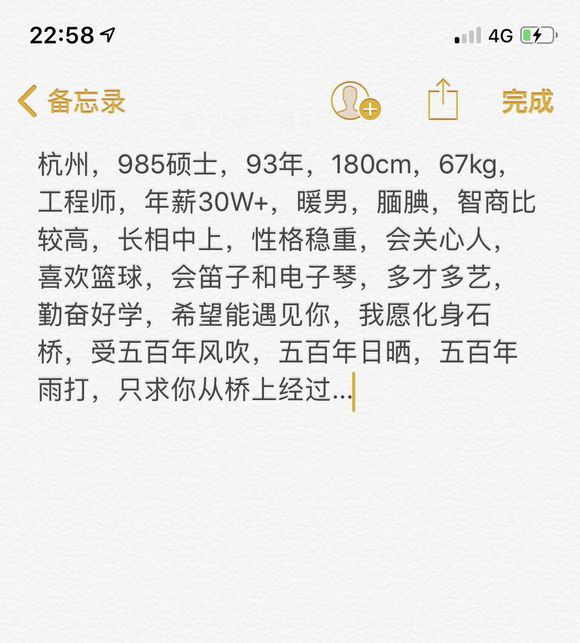 22:58 4G
备忘录 完成
杭州，985硕士，93年，180cm，67kg，
工程师，年薪30W+，暖男，腼腆，智商比
较高，长相中上，性格稳重，会关心人，
喜欢篮球，会笛子和电子琴，多才多艺，
勤奋好学，希望能遇见你，我愿化身石
桥，受五百年风吹，五百年日晒，五百年
雨打，只求你从桥上经过...